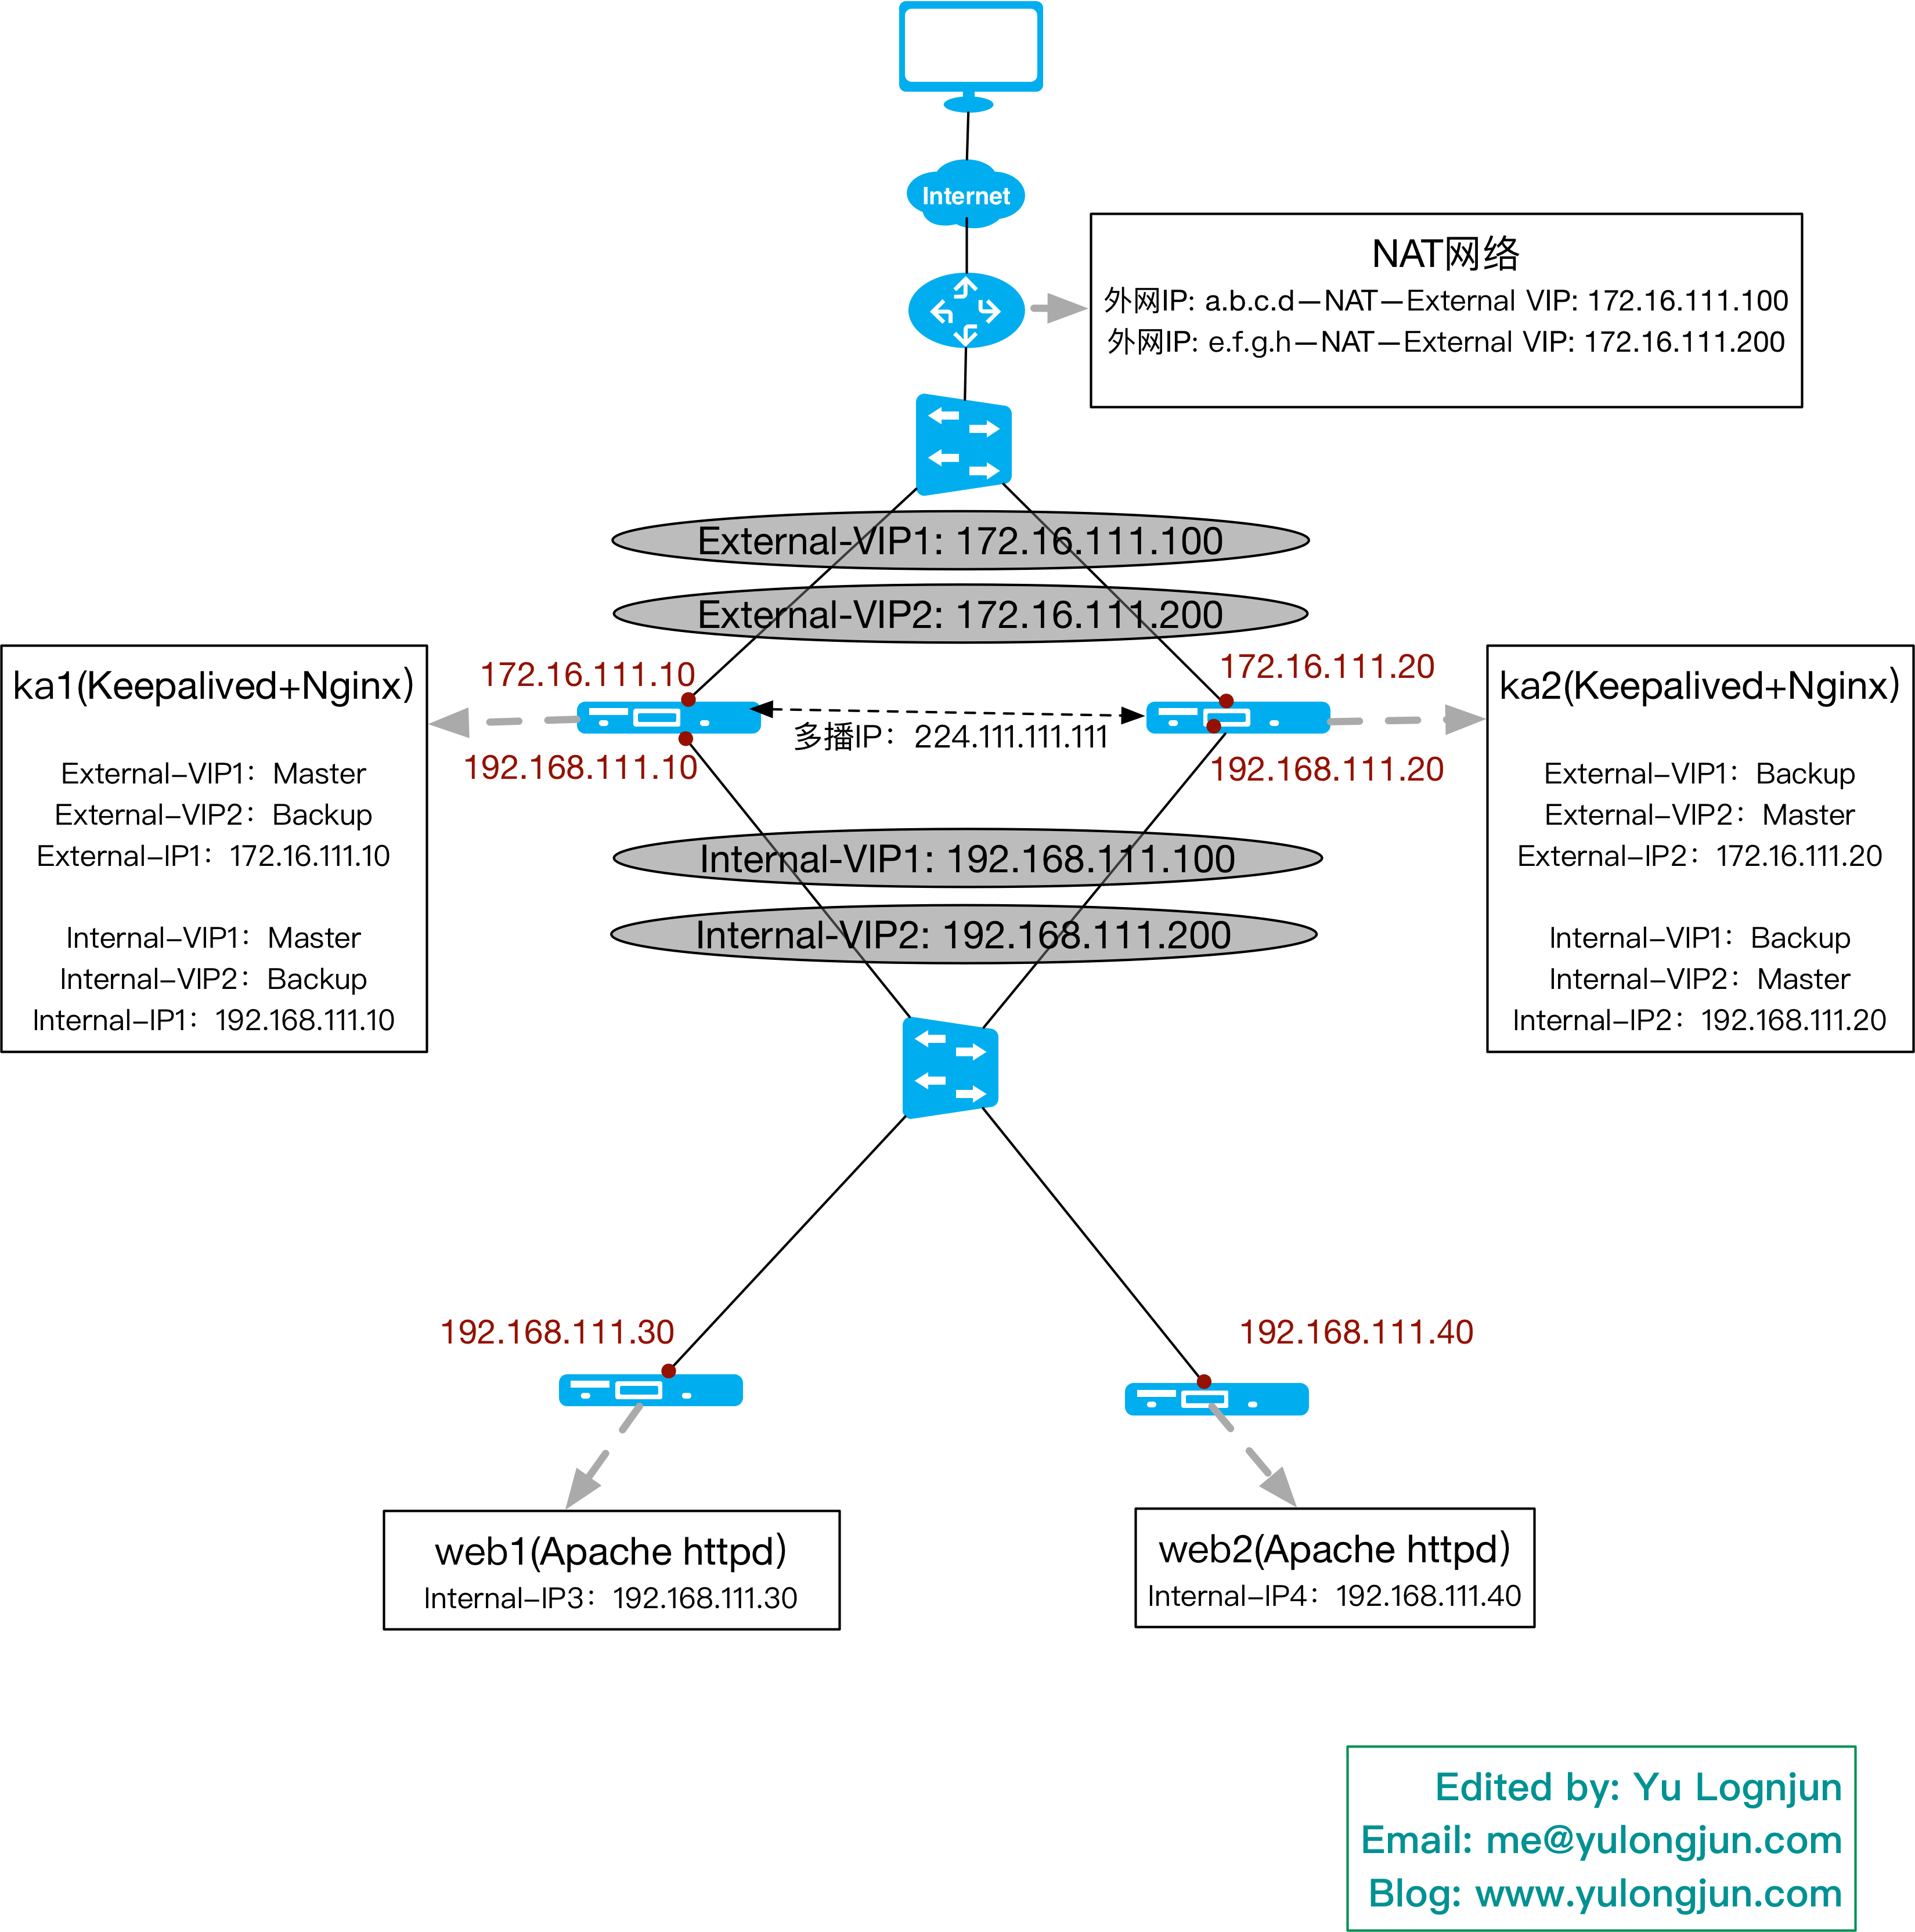 Internet
NAT网络
外网IP: a.b.c.d—NAT—External VIP: 172.16.111.100
外网IP: e.f.g.h—NAT—External VIP: 172.16.111.200
External-VIP1: 172.16.111.100
External-VIP2: 172.16.111.200
172.16.111.10
172.16.111.20
多播IP：224.111.111.111
192.168.111.10
192.168.111.20
ka1(Keepalived+Nginx)
External-VIP1：Master
External-VIP2：Backup
External-IP1：172.16.111.10
Internal-VIP1：Master
Internal-VIP2：Backup
Internal-IP1：192.168.111.10
ka2(Keepalived+Nginx)
External-VIP1：Backup
External-VIP2：Master
External-IP2：172.16.111.20
Internal-VIP1：Backup
Internal-VIP2：Master
Internal-IP2：192.168.111.20
Internal-VIP1: 192.168.111.100
Internal-VIP2: 192.168.111.200
192.168.111.30
192.168.111.40
web1(Apache httpd)
Internal-IP3：192.168.111.30
web2(Apache httpd)
Internal-IP4：192.168.111.40
Edited by: Yu Lognjun
Email: me@yulongjun.com
Blog: www.yulongjun.com